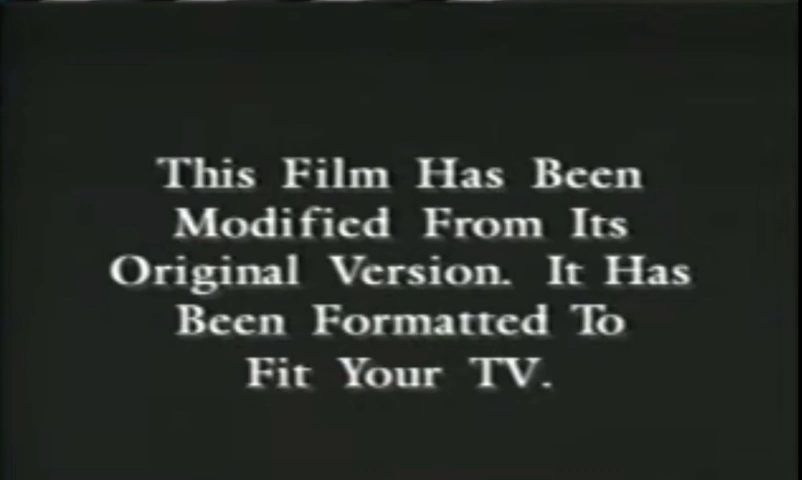 This Film Has Been
Modified From Its
Original Version. It Has
Been Formatted To
Fit Your TV.